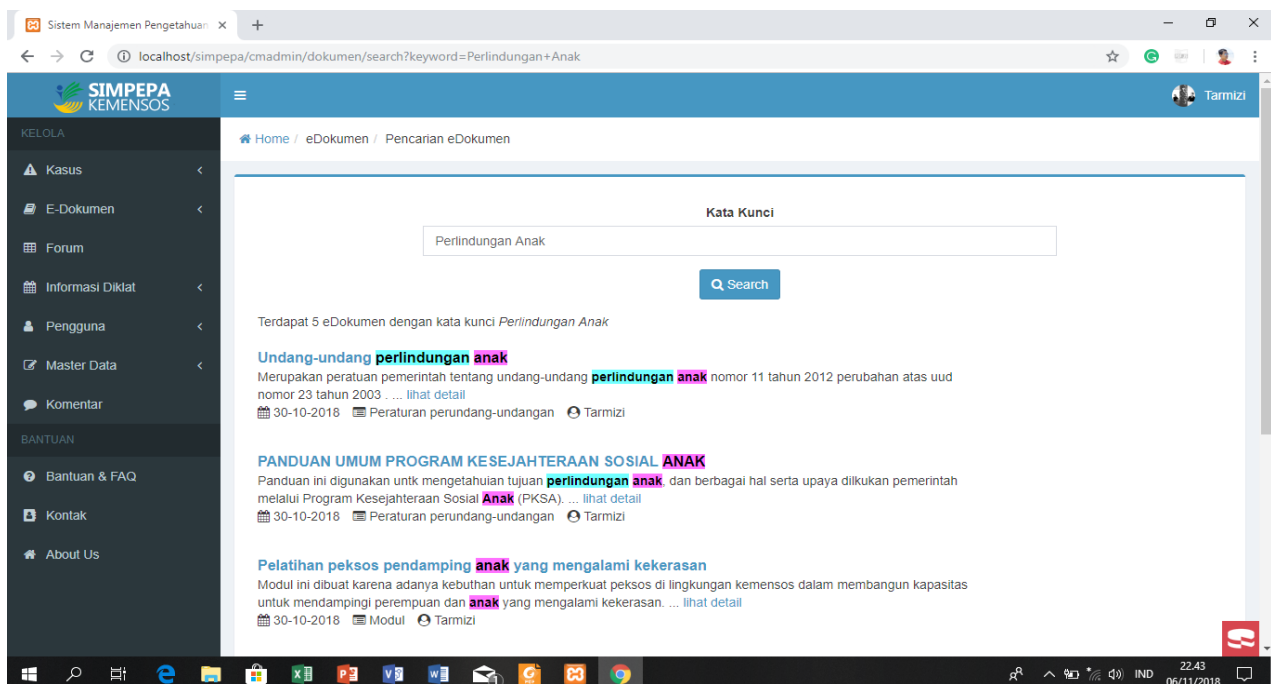 Sistem Manajemen Pengetahuan
localhost/simpepa/cmadmin/dokumen/search?keyword=Perlindungan+Anak
SIMPEPA
KEMENSOS
Tarmizi
KELOLA
Home / eDokumen / Pencarian eDokumen
Kasus
E-Dokumen
Forum
Informasi Diklat
Pengguna
Master Data
Komentar
BANTUAN
Bantuan & FAQ
Kontak
About Us
Kata Kunci
Perlindungan Anak
Search
Terdapat 5 eDokumen dengan kata kunci Perlindungan Anak
Undang-undang perlindungan anak
Merupakan peratuan pemerintah tentang undang-undang perlindungan anak nomor 11 tahun 2012 perubahan atas uud
nomor 23 tahun 2003 . ... lihat detail
30-10-2018 Peraturan perundang-undangan Tarmizi
PANDUAN UMUM PROGRAM KESEJAHTERAAN SOSIAL ANAK
Panduan ini digunakan untk mengetahuian tujuan perlindungan anak, dan berbagai hal serta upaya dilkukan pemerintah
melalui Program Kesejahteraan Sosial Anak (PKSA). ... lihat detail
30-10-2018 Peraturan perundang-undangan Tarmizi
Pelatihan peksos pendamping anak yang mengalami kekerasan
Modul ini dibuat karena adanya kebuthan untuk memperkuat peksos di lingkungan kemensos dalam membangun kapasitas
untuk mendampingi perempuan dan anak yang mengalami kekerasan. ... lihat detail
30-10-2018 Modul Tarmizi
IND
22.43
06/11/2018